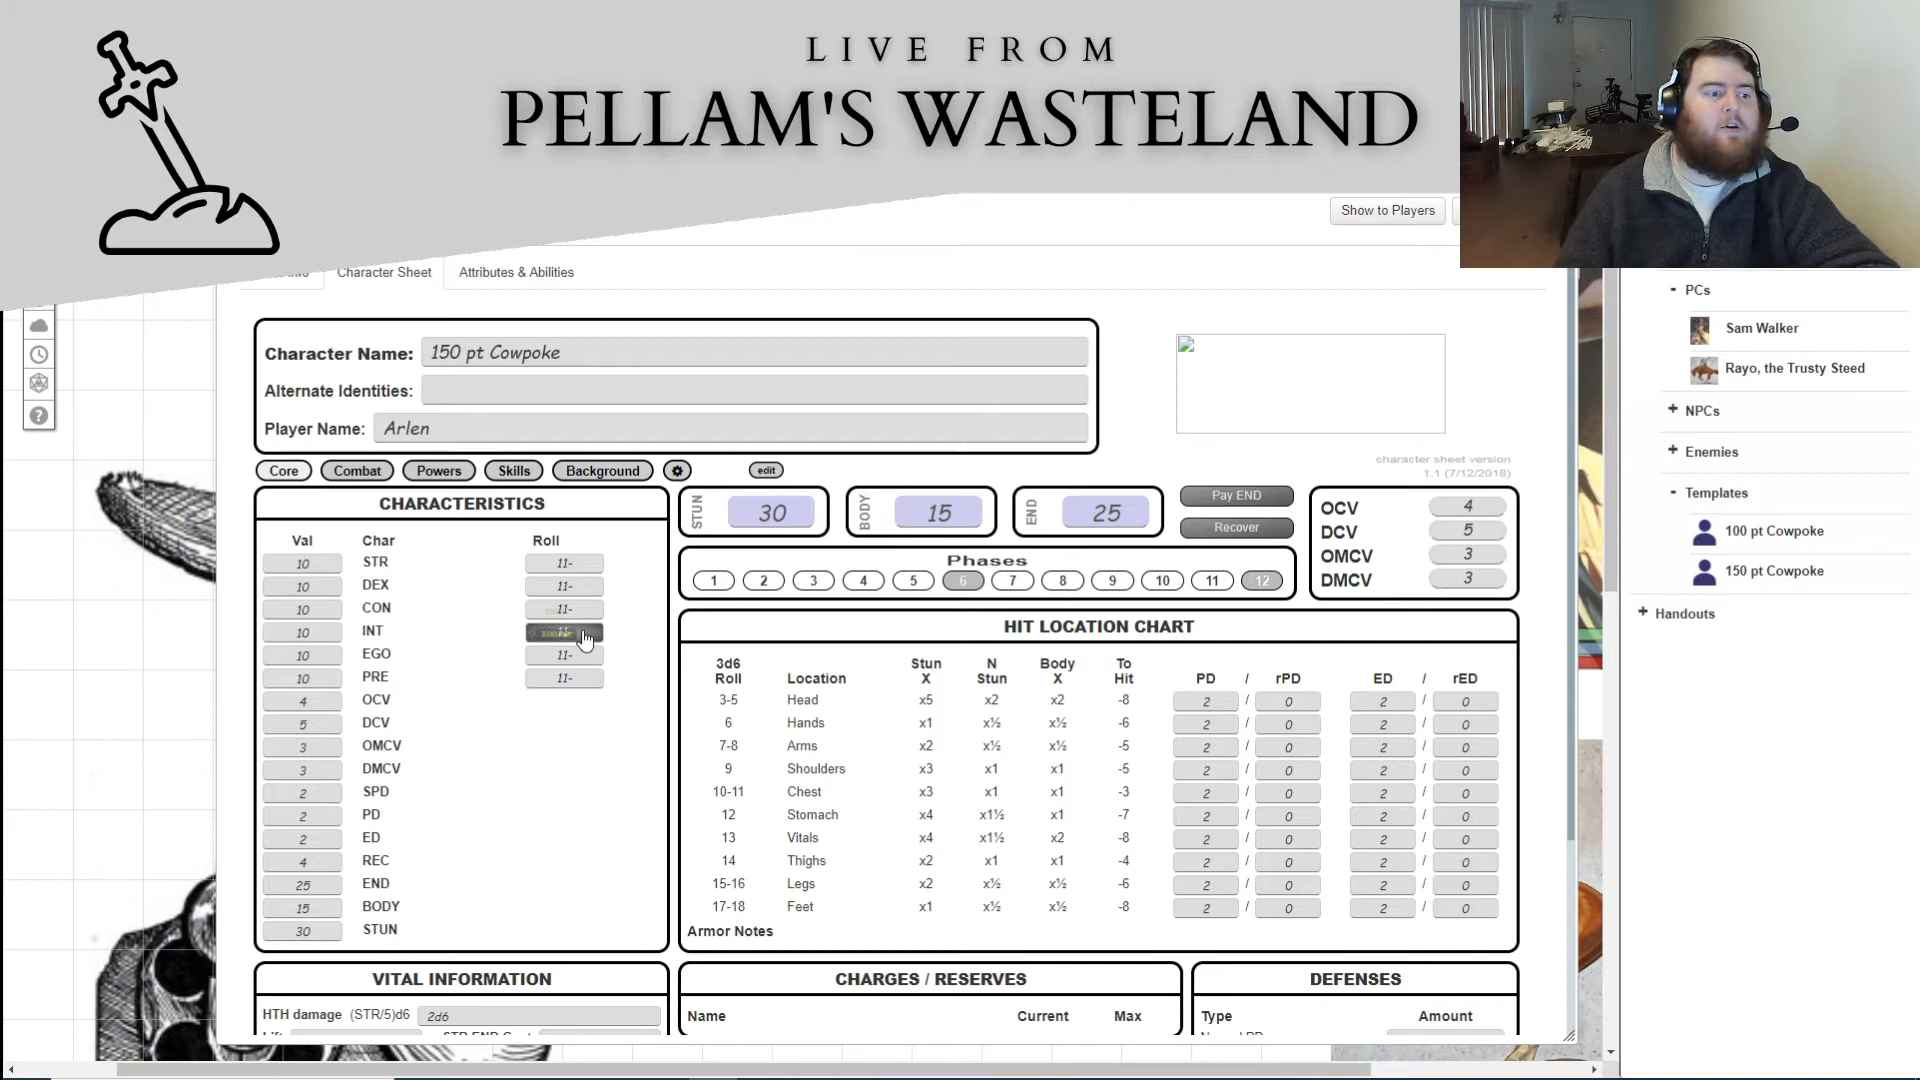 LIVE FROM
PELLAM'S WASTELAND
Show to Players
Character Sheet
Attributes & Abilities
Character Name: 150 pt Cowpoke
Alternate Identities:
Player Name: Arlen
character sheet version
1.1 (7/12/2018)
Core Combat Powers Skills Background edit
CHARACTERISTICS
Val Char Roll
10 STR 11-
10 DEX 11-
10 CON 11-
10 INT
10 EGO 11-
10 PRE 11-
4 OCV
5 DCV
3 OMCV
3 DMCV
2 SPD
2 PD
2 ED
4 REC
25 END
15 BODY
30 STUN
STUN 30
BODY 15
END 25
Pay END
Recover
OCV 4
DCV 5
OMCV 3
DMCV 3
Phases
1 2 3 4 5 6 7 8 9 10 11 12
HIT LOCATION CHART
3d6 Roll Location Stun X N Stun Body X To Hit PD / rPD ED / rED
3-5 Head x5 x2 x2 -8 2 / 0 2 / 0
6 Hands x1 x½ x½ -6 2 / 0 2 / 0
7-8 Arms x2 x½ x½ -5 2 / 0 2 / 0
9 Shoulders x3 x1 x1 -5 2 / 0 2 / 0
10-11 Chest x3 x1 x1 -3 2 / 0 2 / 0
12 Stomach x4 x1½ x1 -7 2 / 0 2 / 0
13 Vitals x4 x1½ x2 -8 2 / 0 2 / 0
14 Thighs x2 x1 x1 -4 2 / 0 2 / 0
15-16 Legs x2 x½ x½ -6 2 / 0 2 / 0
17-18 Feet x1 x½ x½ -8 2 / 0 2 / 0
Armor Notes
VITAL INFORMATION
HTH damage (STR/5)d6 2d6
CHARGES / RESERVES
Name Current Max
DEFENSES
Type Amount
- PCs
Sam Walker
Rayo, the Trusty Steed
+ NPCs
+ Enemies
- Templates
100 pt Cowpoke
150 pt Cowpoke
+ Handouts